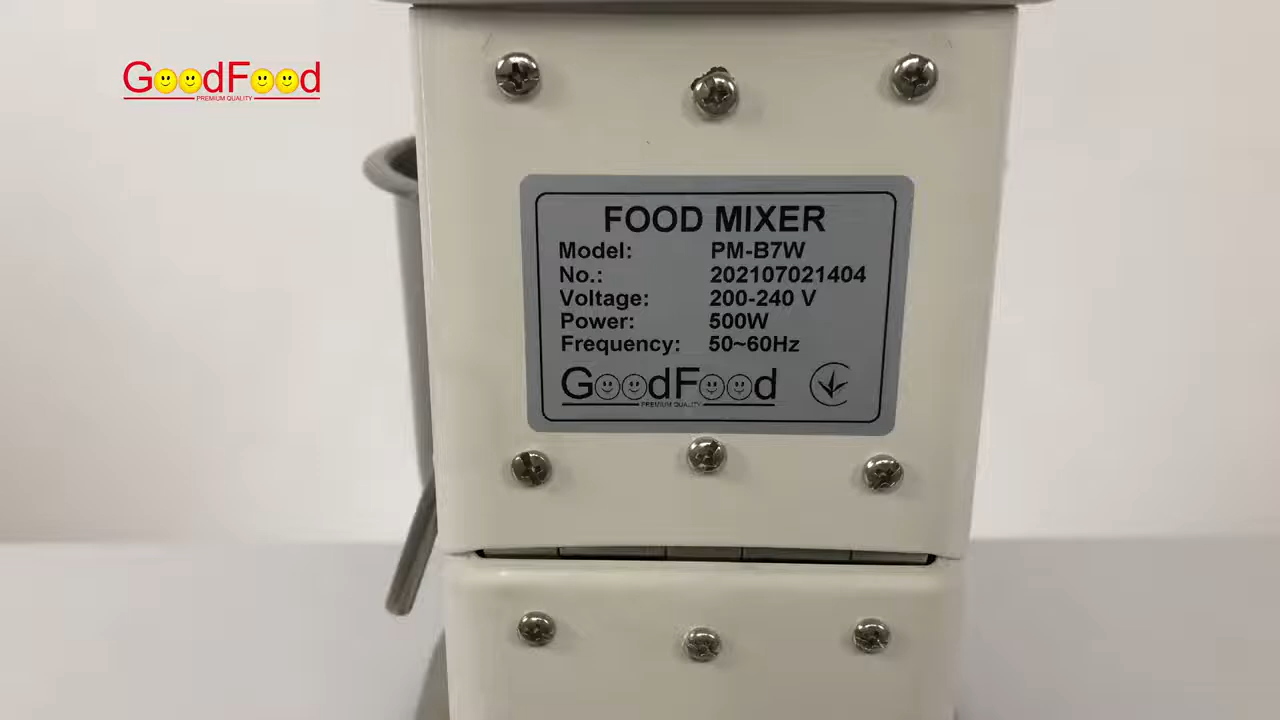 GoodFood
PREMIUM QUALITY
FOOD MIXER
Model: PM-B7W
No.: 202107021404
Voltage: 200-240 V
Power: 500W
Frequency: 50~60Hz
GoodFood
PREMIUM QUALITY